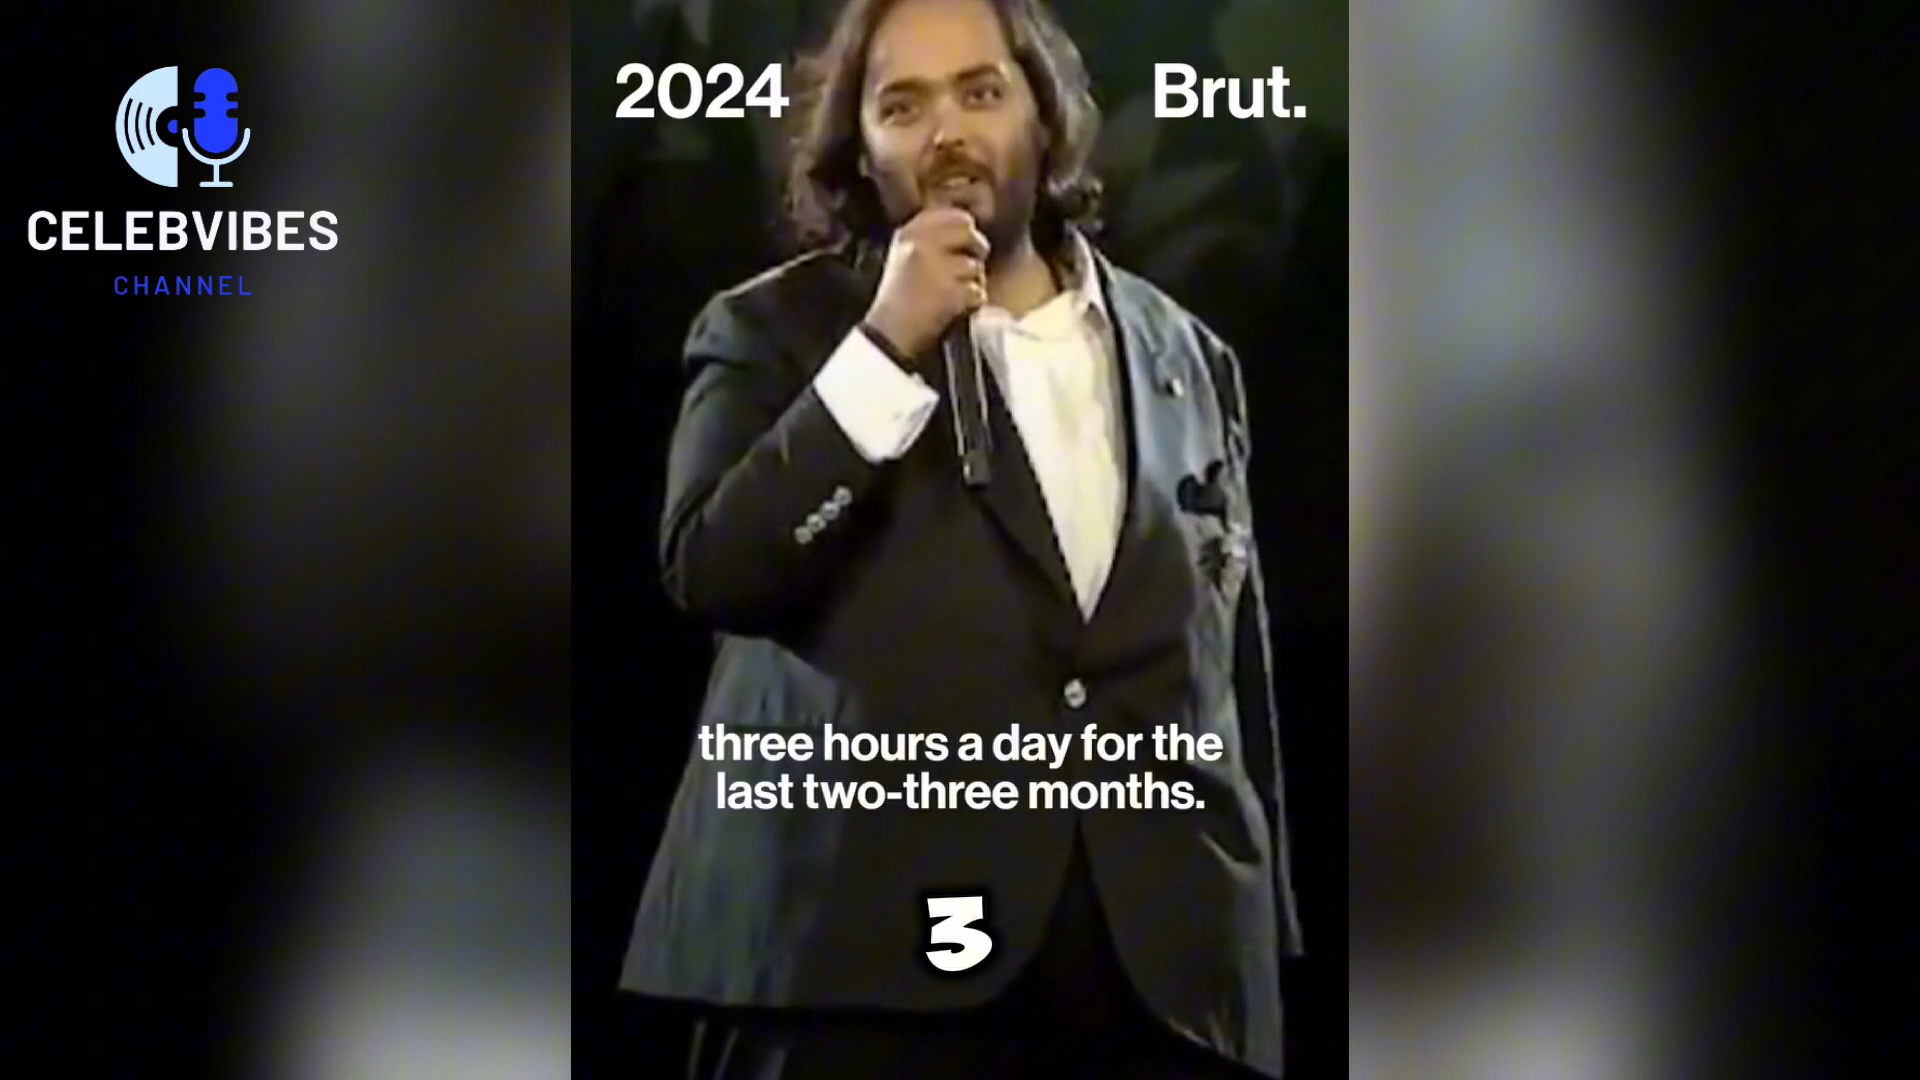 2024
Brut.
CELEBVIBES
CHANNEL
three hours a day for the
last two-three months.
3